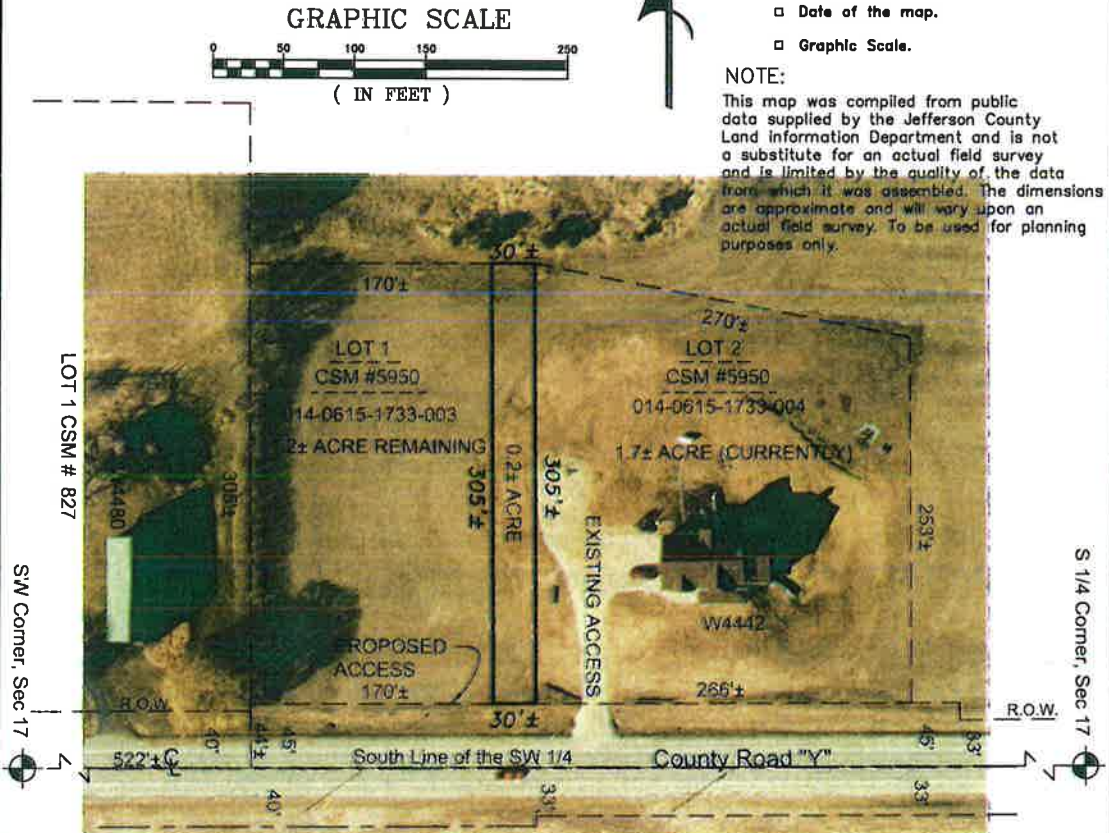 GRAPHIC SCALE
0 50 100 150 250
( IN FEET )
□ Date of the map.
□ Graphic Scale.
NOTE:
This map was compiled from public
data supplied by the Jefferson County
Land information Department and is not
a substitute for an actual field survey
and is limited by the quality of the data
from which it was assembled. The dimensions
are approximate and will vary upon an
actual field survey. To be used for planning
purposes only.
30'±
170'±
270'±
LOT 1
CSM #5950
014-0615-1733-003
2± ACRE REMAINING
LOT 2
CSM #5950
014-0615-1733-004
1.7± ACRE (CURRENTLY)
LOT 1 CSM # 827
305'±
0.2± ACRE
305'±
305'±
EXISTING ACCESS
253'±
W4442
PROPOSED
ACCESS
170'±
266'±
30'±
R.O.W.
R.O.W.
SW Corner, Sec 17
S 1/4 Corner, Sec 17
40'
44'±
45'
45'
33'
522'±
South Line of the SW 1/4
County Road "Y"
40'
33'
33'